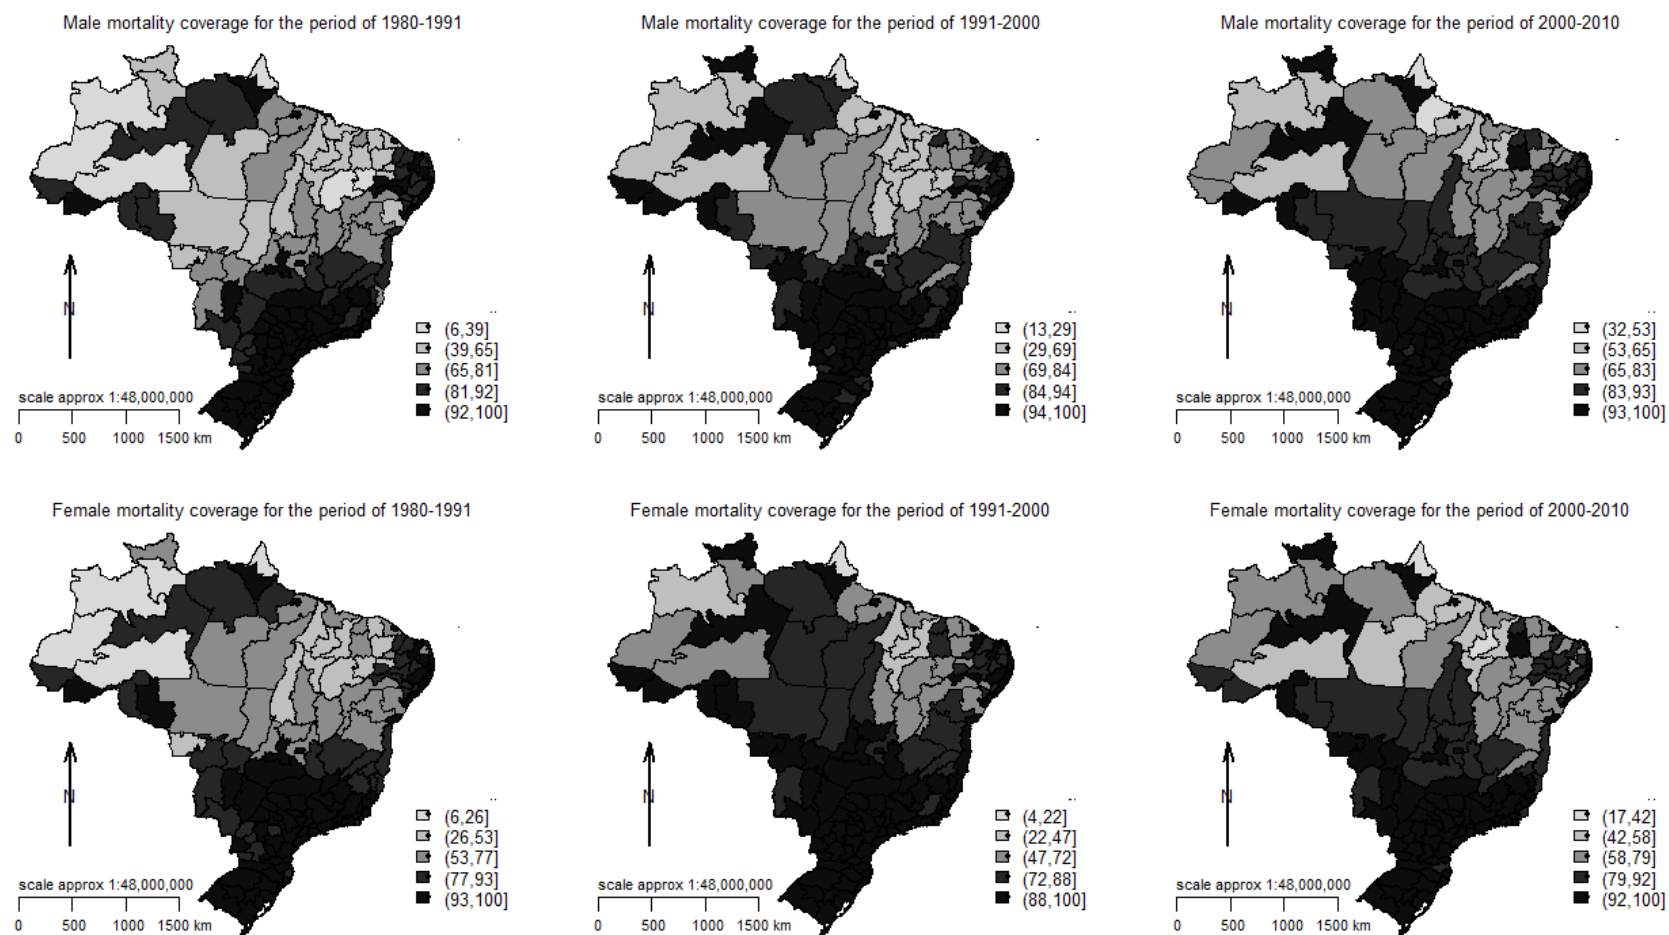 Male mortality coverage for the period of 1980-1991
N
(6,39]
(39,65]
(65,81]
(81,92]
(92,100]
scale approx 1:48,000,000
0 500 1000 1500 km
Male mortality coverage for the period of 1991-2000
N
(13,29]
(29,69]
(69,84]
(84,94]
(94,100]
scale approx 1:48,000,000
0 500 1000 1500 km
Male mortality coverage for the period of 2000-2010
N
(32,53]
(53,65]
(65,83]
(83,93]
(93,100]
scale approx 1:48,000,000
0 500 1000 1500 km
Female mortality coverage for the period of 1980-1991
N
(6,26]
(26,53]
(53,77]
(77,93]
(93,100]
scale approx 1:48,000,000
0 500 1000 1500 km
Female mortality coverage for the period of 1991-2000
N
(4,22]
(22,47]
(47,72]
(72,88]
(88,100]
scale approx 1:48,000,000
0 500 1000 1500 km
Female mortality coverage for the period of 2000-2010
N
(17,42]
(42,58]
(58,79]
(79,92]
(92,100]
scale approx 1:48,000,000
0 500 1000 1500 km